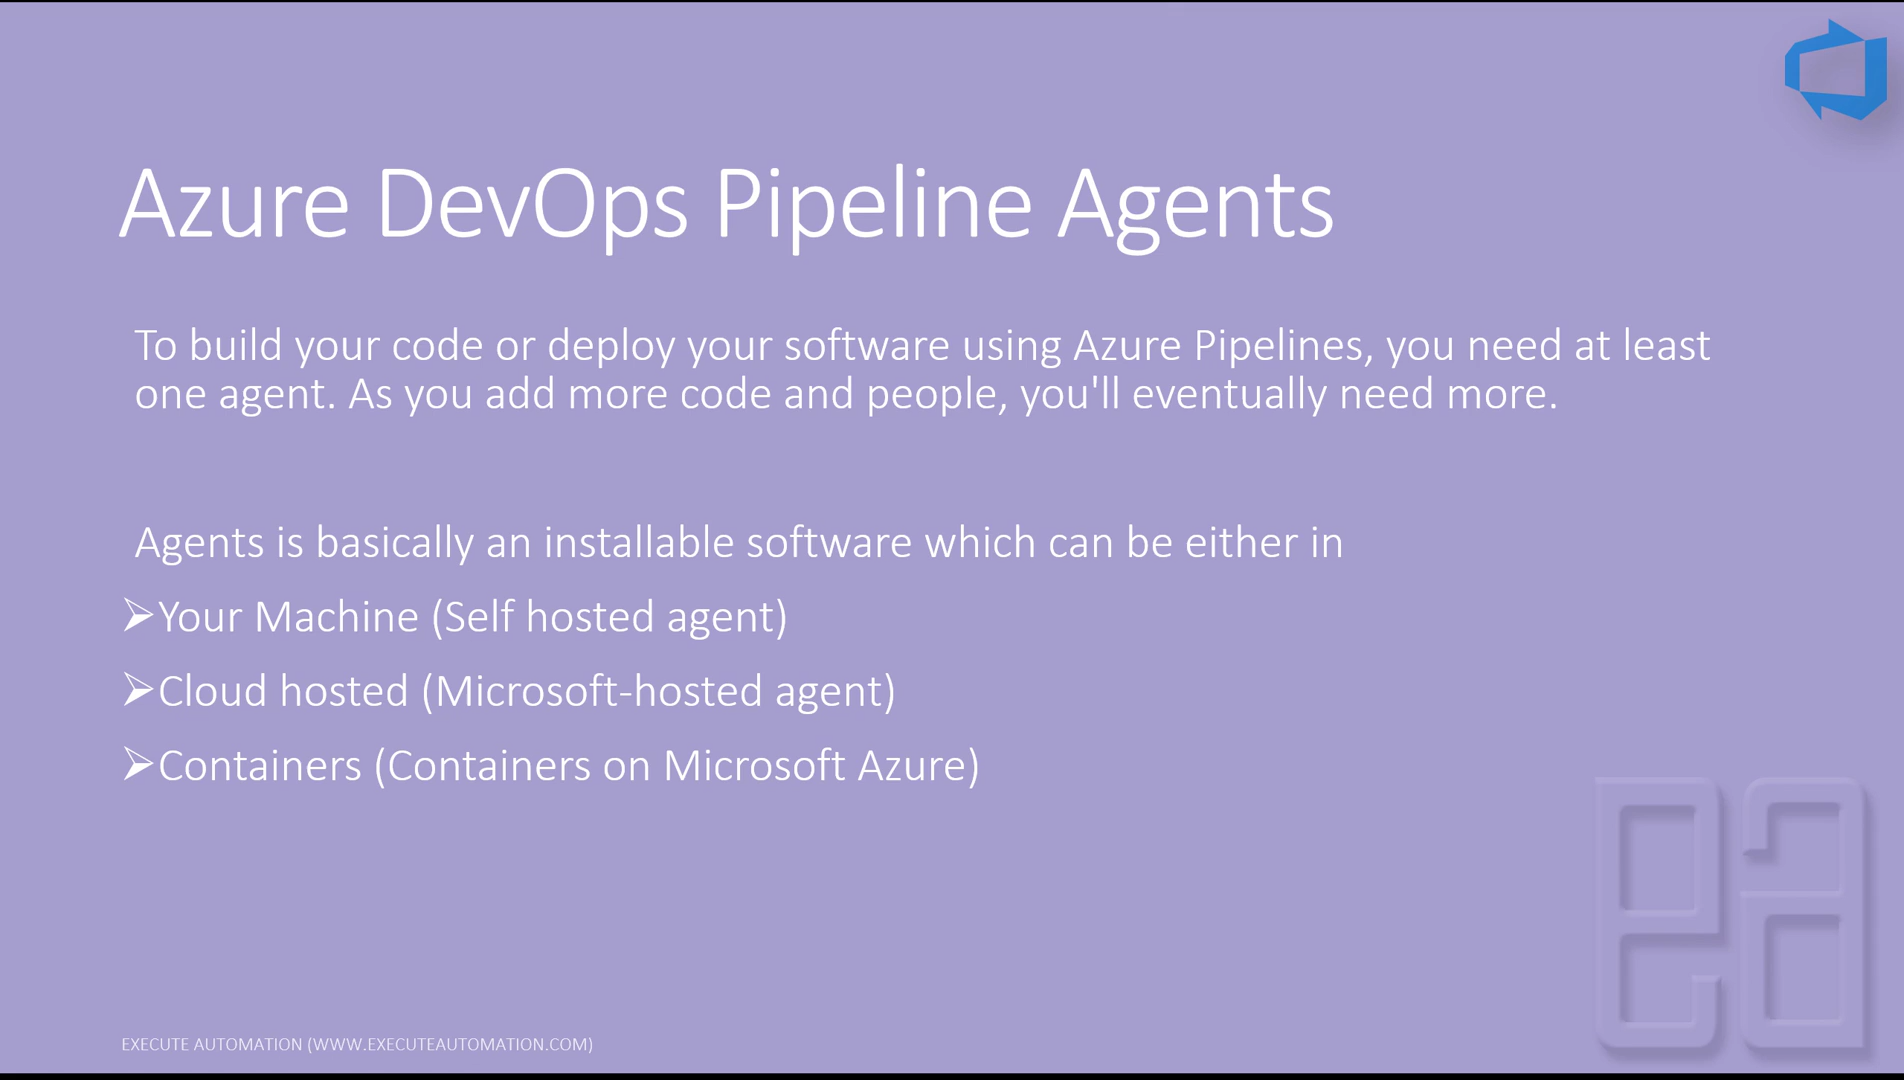 Azure DevOps Pipeline Agents
To build your code or deploy your software using Azure Pipelines, you need at least
one agent. As you add more code and people, you'll eventually need more.
Agents is basically an installable software which can be either in
➢Your Machine (Self hosted agent)
➢Cloud hosted (Microsoft-hosted agent)
➢Containers (Containers on Microsoft Azure)
ea
EXECUTE AUTOMATION (WWW.EXECUTEAUTOMATION.COM)